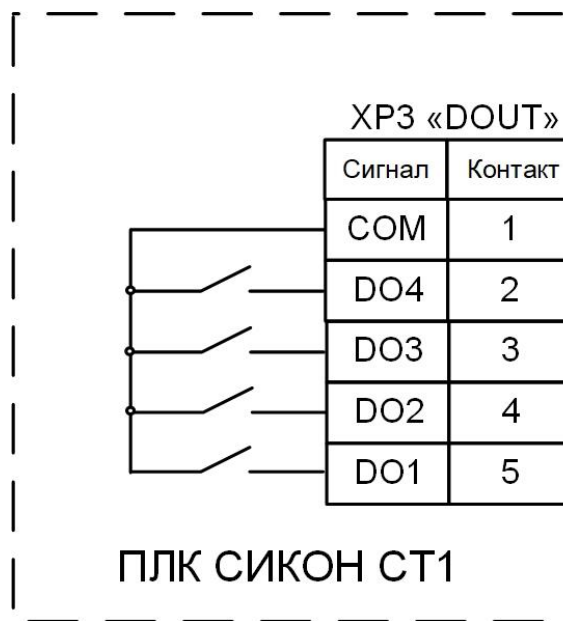 XP3 «DOUT»
Сигнал Контакт
COM 1
DO4 2
DO3 3
DO2 4
DO1 5
ПЛК СИКОН СТ1